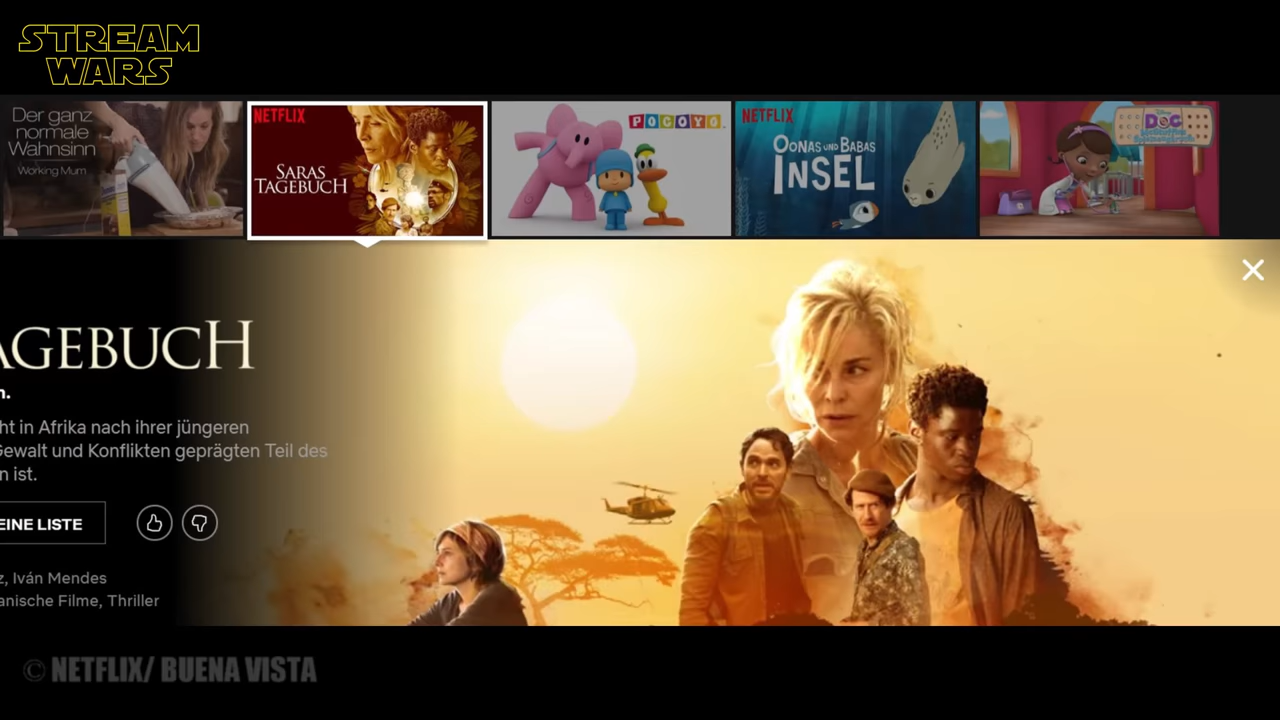 STREAM
WARS
Der ganz
normale
Wahnsinn
Working Mum
NETFLIX
SARAS
TAGEBUCH
POCOYO
NETFLIX
OONAS UND BABAS
INSEL
DOC
AGEBUCH
n.
ht in Afrika nach ihrer jüngeren
Gewalt und Konflikten geprägten Teil des
n ist.
EINE LISTE
z, Iván Mendes
anische Filme, Thriller
© NETFLIX/ BUENA VISTA